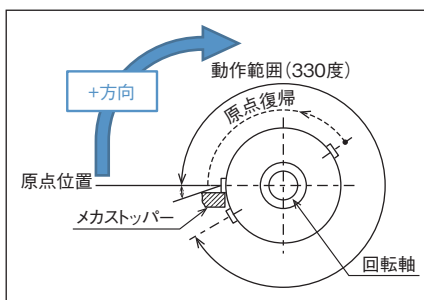 動作範囲(330度)
+方向
原点復帰
原点位置
メカストッパー
回転軸